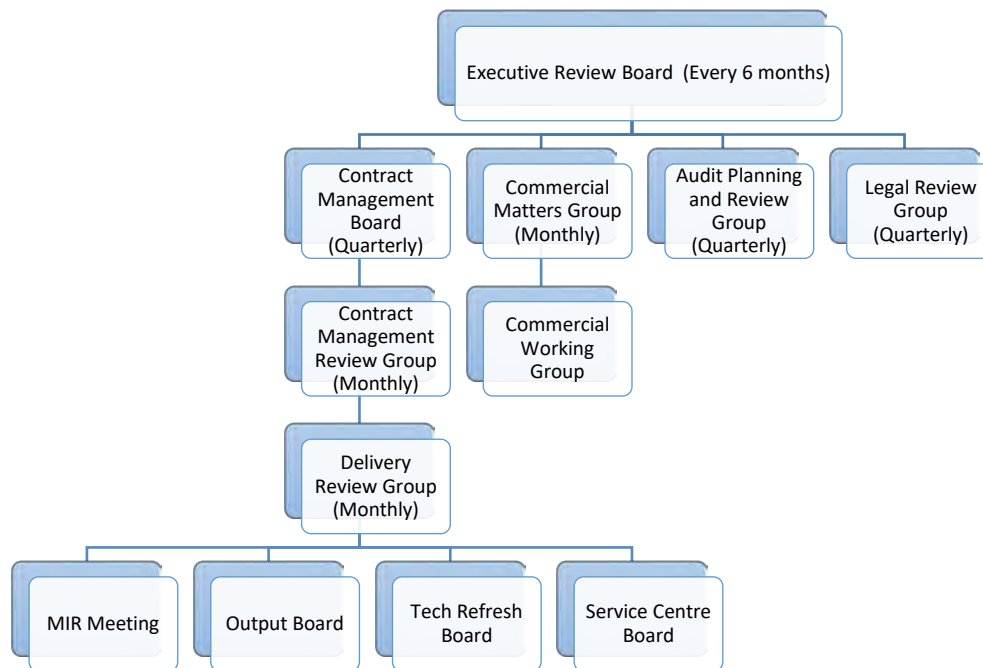 Executive Review Board  (Every 6 months)
Contract
Management
Board
(Quarterly)
Commercial
Matters Group
(Monthly)
Audit Planning
and Review
Group
(Quarterly)
Legal Review
Group
(Quarterly)
Contract
Management
Review Group
(Monthly)
Commercial
Working
Group
Delivery
Review Group
(Monthly)
MIR Meeting
Output Board
Tech Refresh
Board
Service Centre
Board